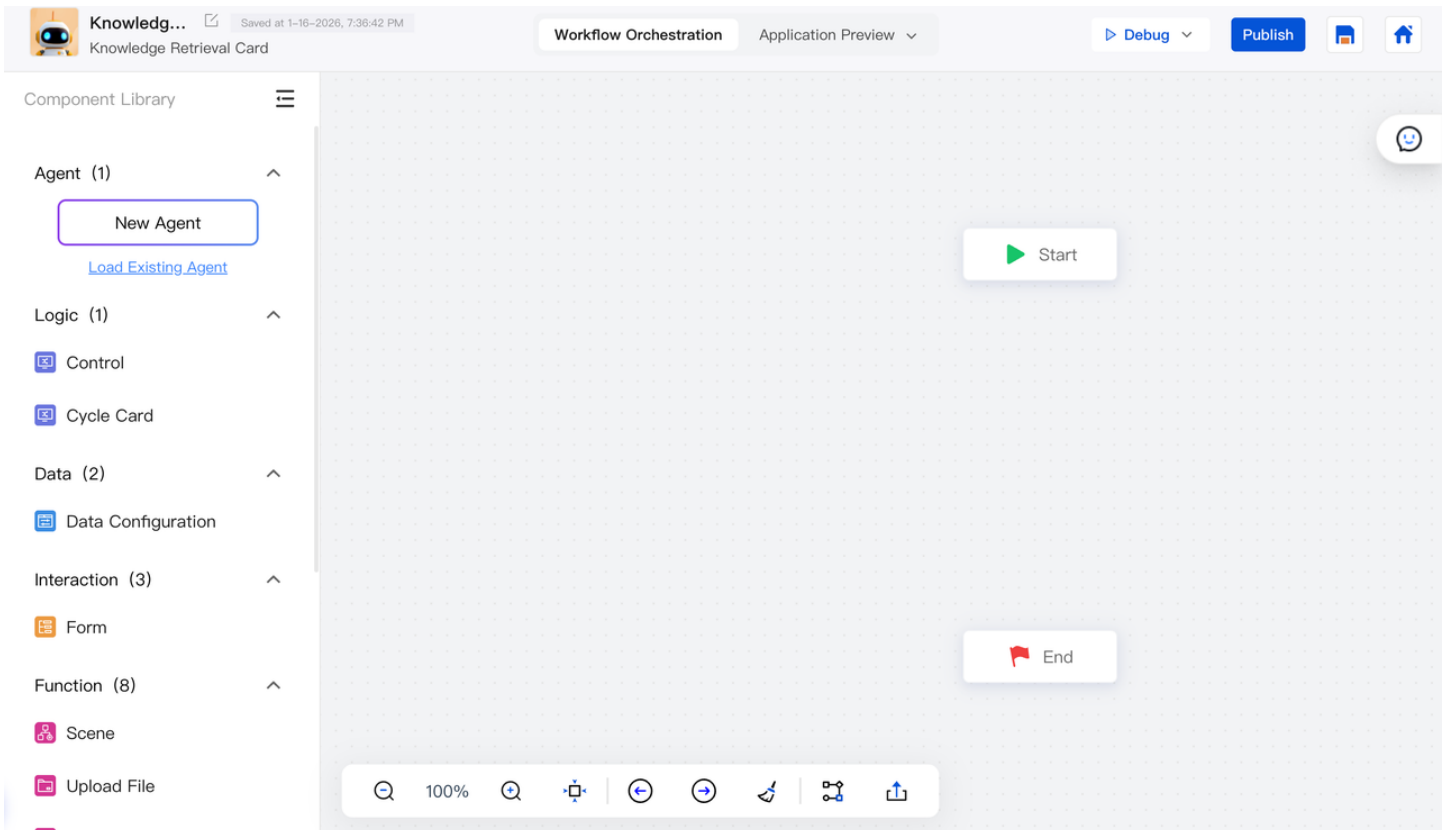 Knowledg... Saved at 1-16-2026, 7:36:42 PM
Knowledge Retrieval Card
Workflow Orchestration Application Preview
Debug Publish
Component Library
Agent (1)
New Agent
Load Existing Agent
Logic (1)
Control
Cycle Card
Data (2)
Data Configuration
Interaction (3)
Form
Function (8)
Scene
Upload File
Start
End
100%